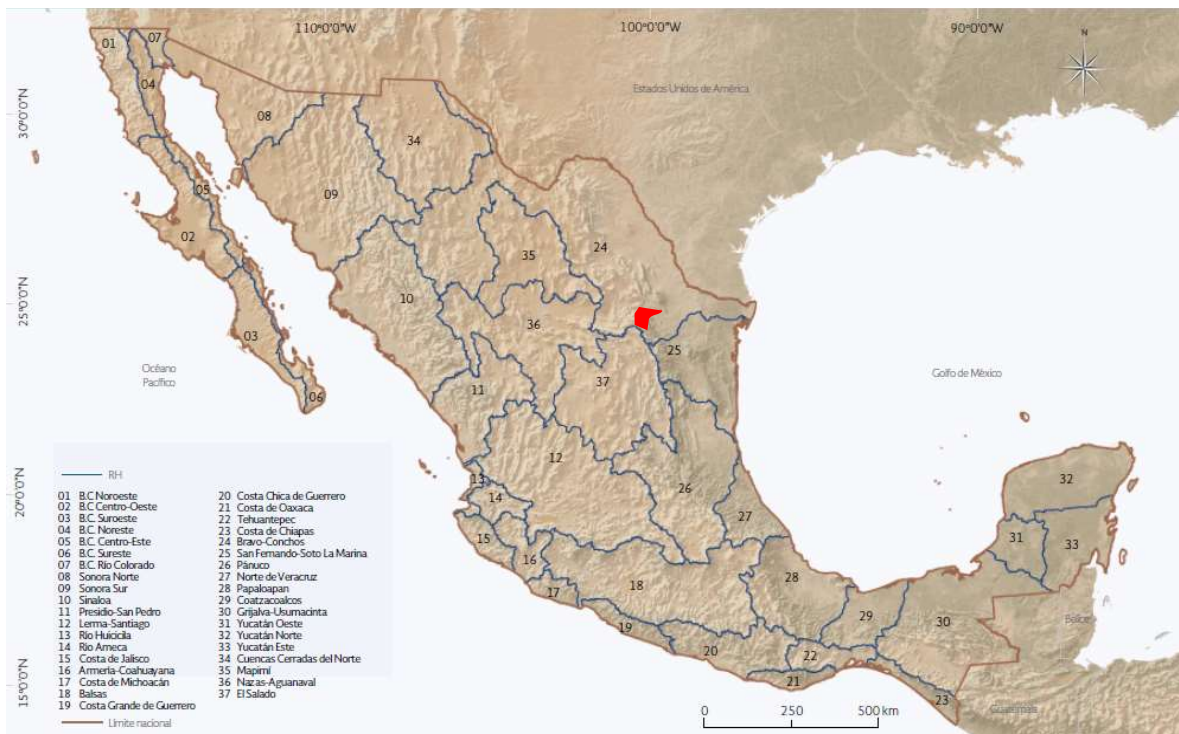 110°0'0"W 100°0'0"W 90°0'0"W
N
30°0'0"N
25°0'0"N
20°0'0"N
15°0'0"N
Estados Unidos de América
Océano
Pacífico
Golfo de México
Belice
Guatemala
01
07
04
08
34
09
05
02
24
35
10
03
36
25
37
06
11
12
13
14
26
32
15
27
31
33
16
18
28
17
29
30
19
20
22
21
23
RH
01 B.C Noroeste
02 B.C Centro-Oeste
03 B.C. Suroeste
04 B.C. Noreste
05 B.C. Centro-Este
06 B.C. Sureste
07 B.C. Río Colorado
08 Sonora Norte
09 Sonora Sur
10 Sinaloa
11 Presidio-San Pedro
12 Lerma-Santiago
13 Río Huicicila
14 Río Ameca
15 Costa de Jalisco
16 Armería-Coahuayana
17 Costa de Michoacán
18 Balsas
19 Costa Grande de Guerrero
Límite nacional
20 Costa Chica de Guerrero
21 Costa de Oaxaca
22 Tehuantepec
23 Costa de Chiapas
24 Bravo-Conchos
25 San Fernando-Soto La Marina
26 Pánuco
27 Norte de Veracruz
28 Papaloapan
29 Coatzacoalcos
30 Grijalva-Usumacinta
31 Yucatán Oeste
32 Yucatán Norte
33 Yucatán Este
34 Cuencas Cerradas del Norte
35 Mapimí
36 Nazas-Aguanaval
37 El Salado
0 250 500 km